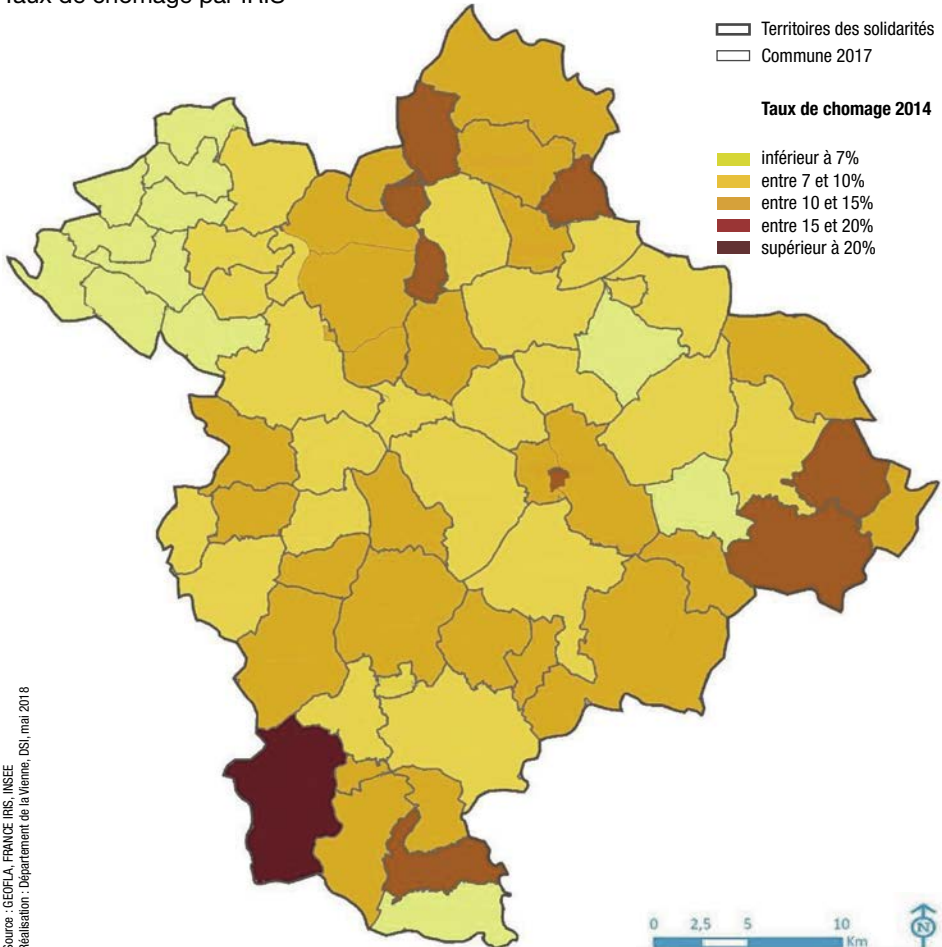 Taux de chomage par IRIS
Territoires des solidarités
Commune 2017
Taux de chomage 2014
inférieur à 7%
entre 7 et 10%
entre 10 et 15%
entre 15 et 20%
supérieur à 20%
Source : GEOFLA, FRANCE IRIS, INSEE
Réalisation : Département de la Vienne, DSI, mai 2018
0 2,5 5 10
Km
N